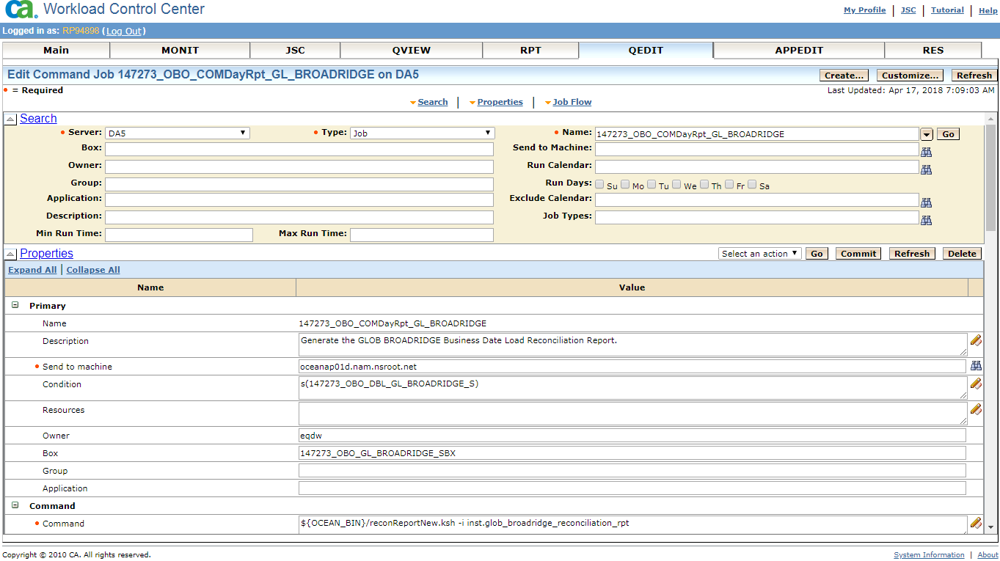 ca. Workload Control Center
My Profile | JSC | Tutorial | Help
Logged in as: RP94898 (Log Out)
Main MONIT JSC QVIEW RPT QEDIT APPEDIT RES
Edit Command Job 147273_OBO_COMDayRpt_GL_BROADRIDGE on DA5 Create... Customize... Refresh
• = Required Last Updated: Apr 17, 2018 7:09:03 AM
Search | Properties | Job Flow
Search
• Server: DA5 • Type: Job • Name: 147273_OBO_COMDayRpt_GL_BROADRIDGE Go
Box: Send to Machine:
Owner: Run Calendar:
Group: Run Days: Su Mo Tu We Th Fr Sa
Application: Exclude Calendar:
Description: Job Types:
Min Run Time: Max Run Time:
Properties Select an action Go Commit Refresh Delete
Expand All | Collapse All
Name Value
Primary
Name 147273_OBO_COMDayRpt_GL_BROADRIDGE
Description Generate the GLOB BROADRIDGE Business Date Load Reconciliation Report.
• Send to machine oceanap01d.nam.nsroot.net
Condition s(147273_OBO_DBL_GL_BROADRIDGE_S)
Resources
Owner eqdw
Box 147273_OBO_GL_BROADRIDGE_SBX
Group
Application
Command
• Command ${OCEAN_BIN}/reconReportNew.ksh -i inst.glob_broadridge_reconciliation_rpt
Copyright © 2010 CA. All rights reserved. System Information | About